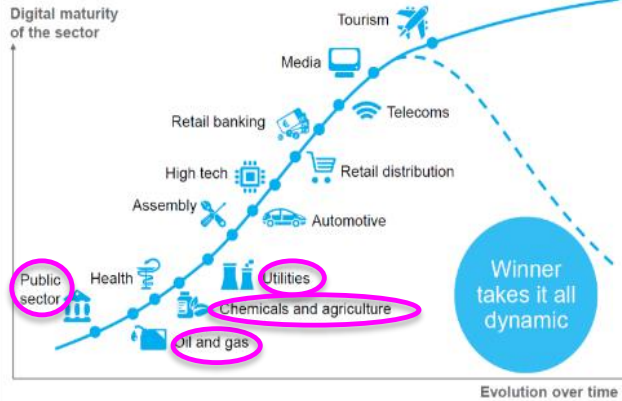 Digital maturity
of the sector
Tourism
Media
Telecoms
Retail banking
High tech
Retail distribution
Assembly
Automotive
Public
sector
Health
Utilities
Chemicals and agriculture
Oil and gas
Winner
takes it all
dynamic
Evolution over time